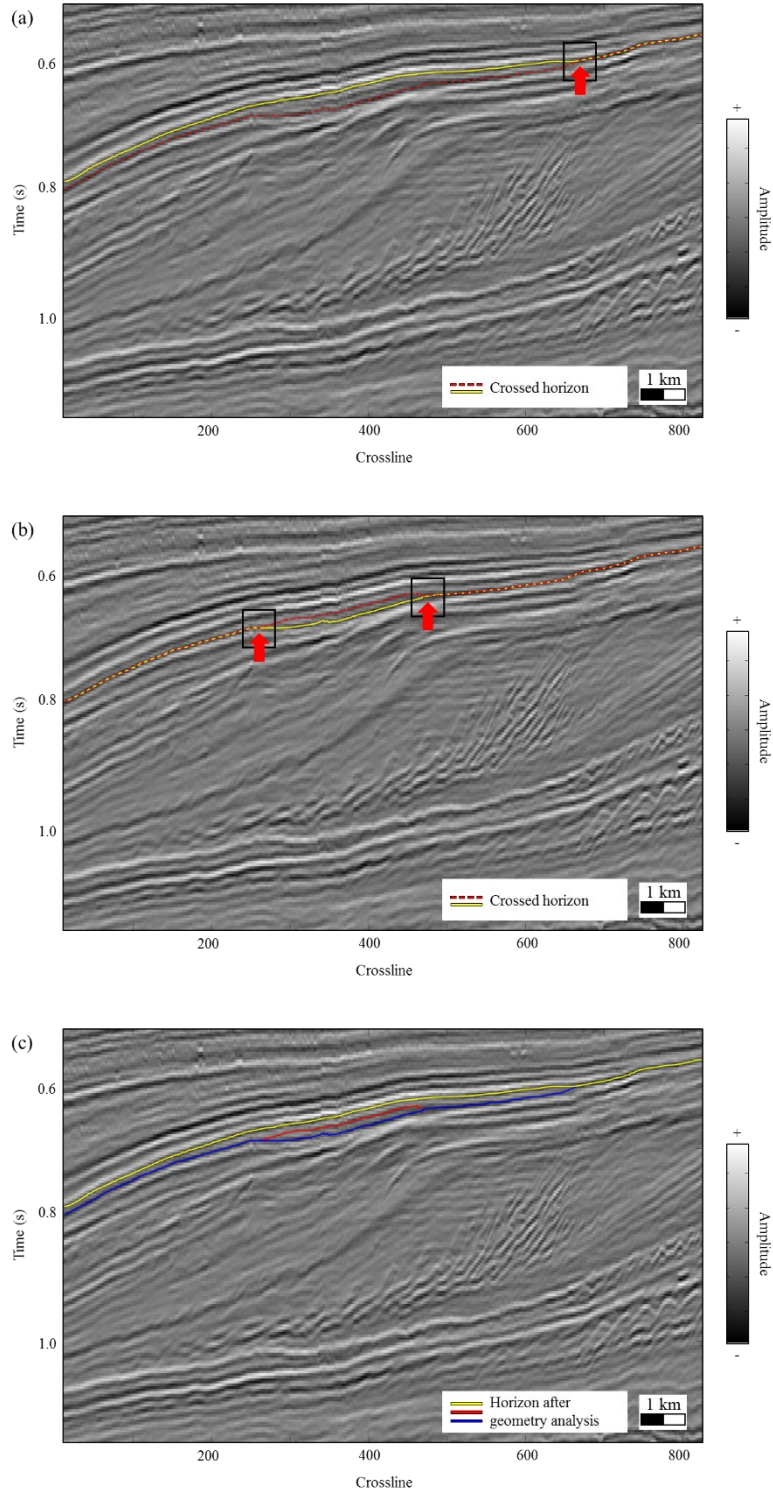 (a)
0.6
0.8
1.0
Time (s)
200
400
600
800
Crossline
Crossed horizon
1 km
+
Amplitude
-
(b)
0.6
0.8
1.0
Time (s)
200
400
600
800
Crossline
Crossed horizon
1 km
+
Amplitude
-
(c)
0.6
0.8
1.0
Time (s)
200
400
600
800
Crossline
Horizon after
geometry analysis
1 km
+
Amplitude
-